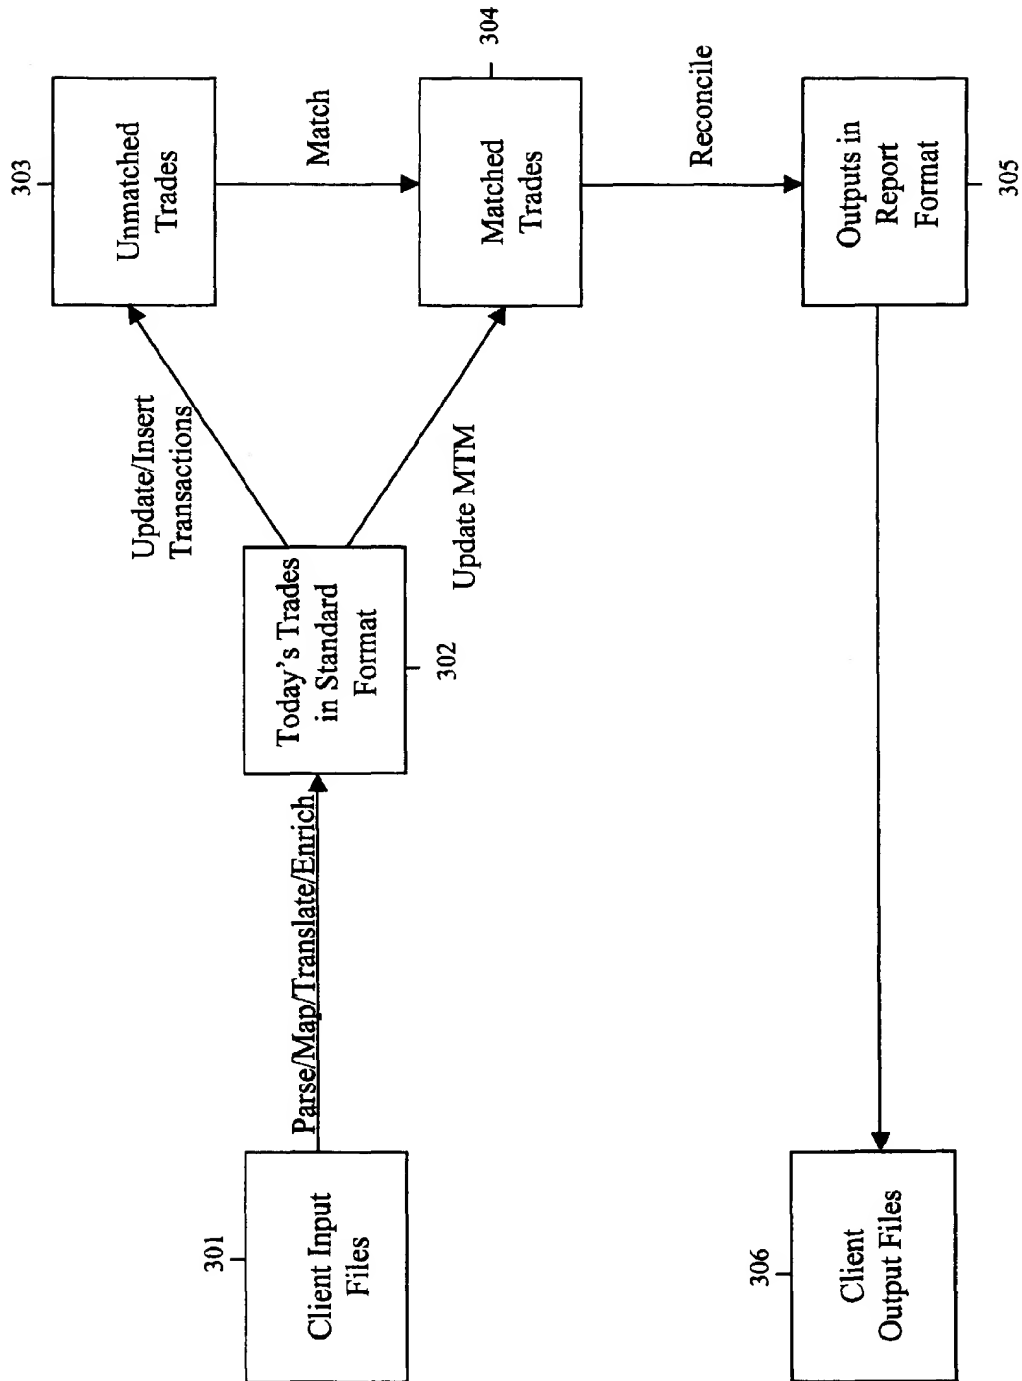 301
Client Input
Files
Parse/Map/Translate/Enrich
Today's Trades
in Standard
Format
302
Update/Insert
Transactions
Update MTM
303
Unmatched
Trades
Match
304
Matched
Trades
Reconcile
Outputs in
Report
Format
305
306
Client
Output Files